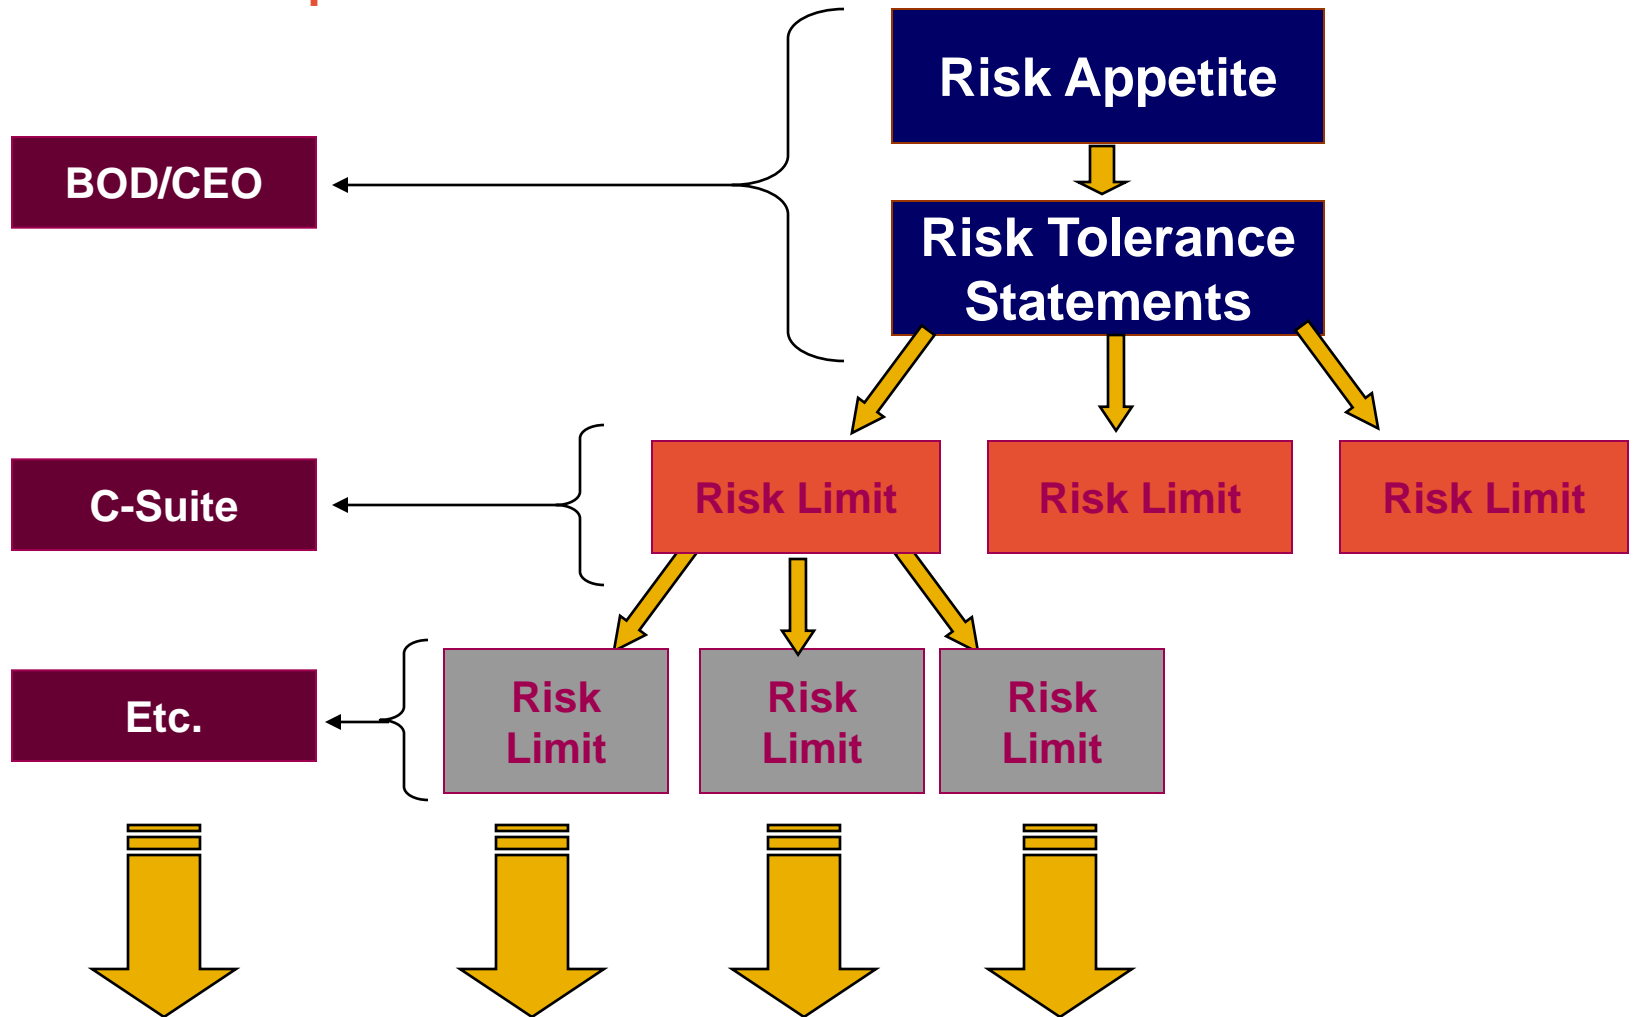 Risk Appetite
BOD/CEO
Risk Tolerance
Statements
C-Suite
Risk Limit
Risk Limit
Risk Limit
Etc.
Risk
Limit
Risk
Limit
Risk
Limit